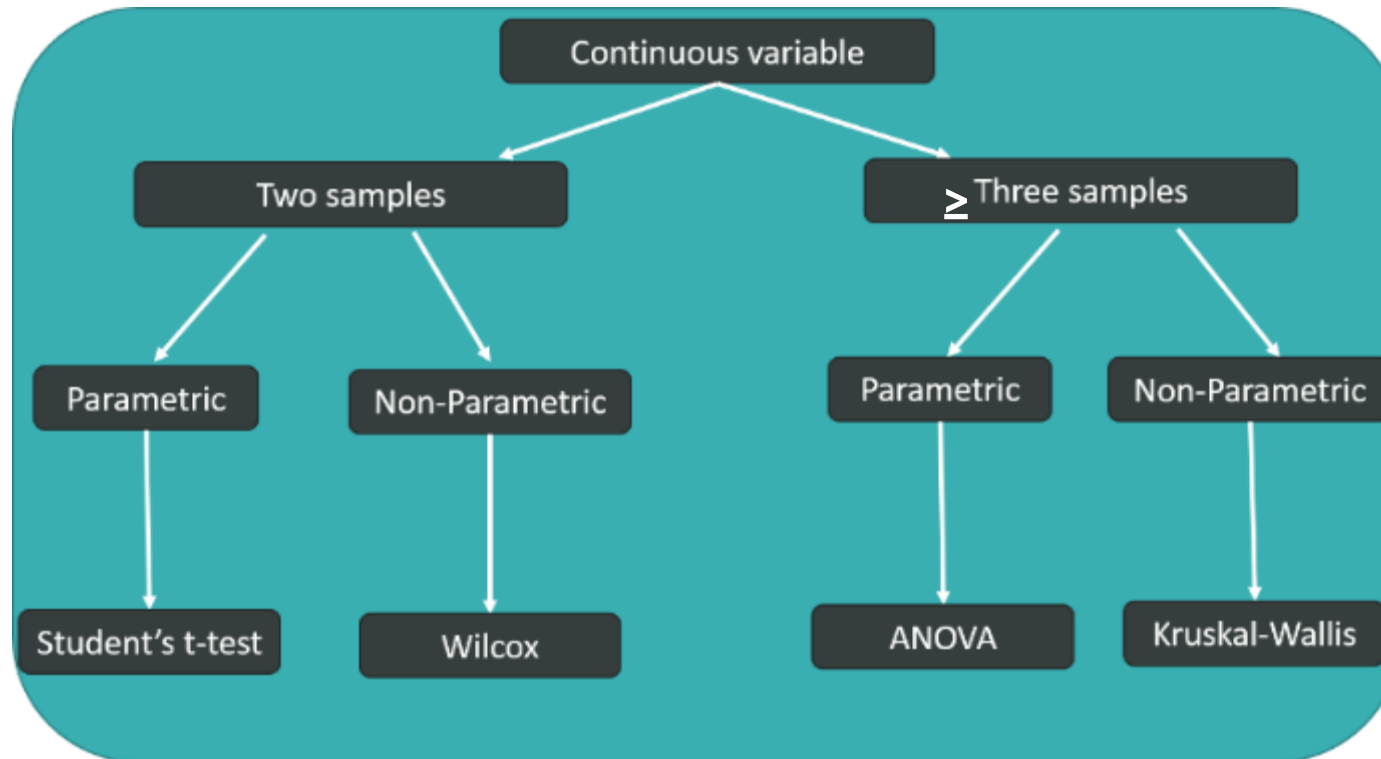 Continuous variable
Two samples
≥ Three samples
Parametric
Non-Parametric
Parametric
Non-Parametric
Student’s t-test
Wilcox
ANOVA
Kruskal-Wallis